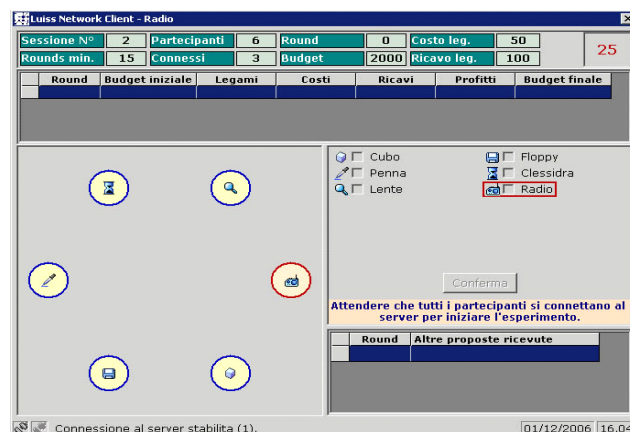 Luiss Network Client - Radio
Sessione N° 2 Partecipanti 6 Round 0 Costo leg. 50 25
Rounds min. 15 Connessi 3 Budget 2000 Ricavo leg. 100
Round Budget iniziale Legami Costi Ricavi Profitti Budget finale
Cubo Floppy
Penna Clessidra
Lente Radio
Conferma
Attendere che tutti i partecipanti si connettano al
server per iniziare l'esperimento.
Round Altre proposte ricevute
Connessione al server stabilita (1). 01/12/2006 16.04